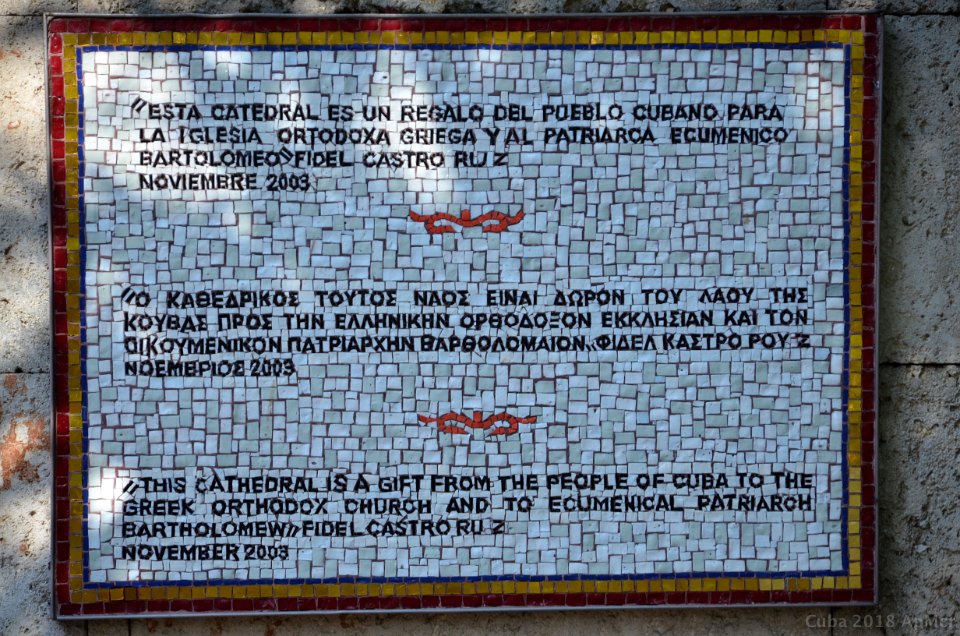 «ESTA CATEDRAL ES UN REGALO DEL PUEBLO CUBANO PARA
LA IGLESIA ORTODOXA GRIEGA Y AL PATRIARCA ECUMENICO
BARTOLOMEO» FIDEL CASTRO RUZ
NOVIEMBRE 2003
«Ο ΚΑΘΕΔΡΙΚΟΣ ΤΟΥΤΟΣ ΝΑΟΣ ΕΙΝΑΙ ΔΩΡΟΝ ΤΟΥ ΛΑΟΥ ΤΗΣ
ΚΟΥΒΑΣ ΠΡΟΣ ΤΗΝ ΕΛΛΗΝΙΚΗΝ ΟΡΘΟΔΟΞΟΝ ΕΚΚΛΗΣΙΑΝ ΚΑΙ ΤΟΝ
ΟΙΚΟΥΜΕΝΙΚΟΝ ΠΑΤΡΙΑΡΧΗΝ ΒΑΡΘΟΛΟΜΑΙΟΝ» ΦΙΔΕΛ ΚΑΣΤΡΟ ΡΟΥΖ
ΝΟΕΜΒΡΙΟΣ 2003
»THIS CATHEDRAL IS A GIFT FROM THE PEOPLE OF CUBA TO THE
GREEK ORTHODOX CHURCH AND TO ECUMENICAL PATRIARCH
BARTHOLOMEW» FIDEL CASTRO RUZ
NOVEMBER 2003
Cuba 2018